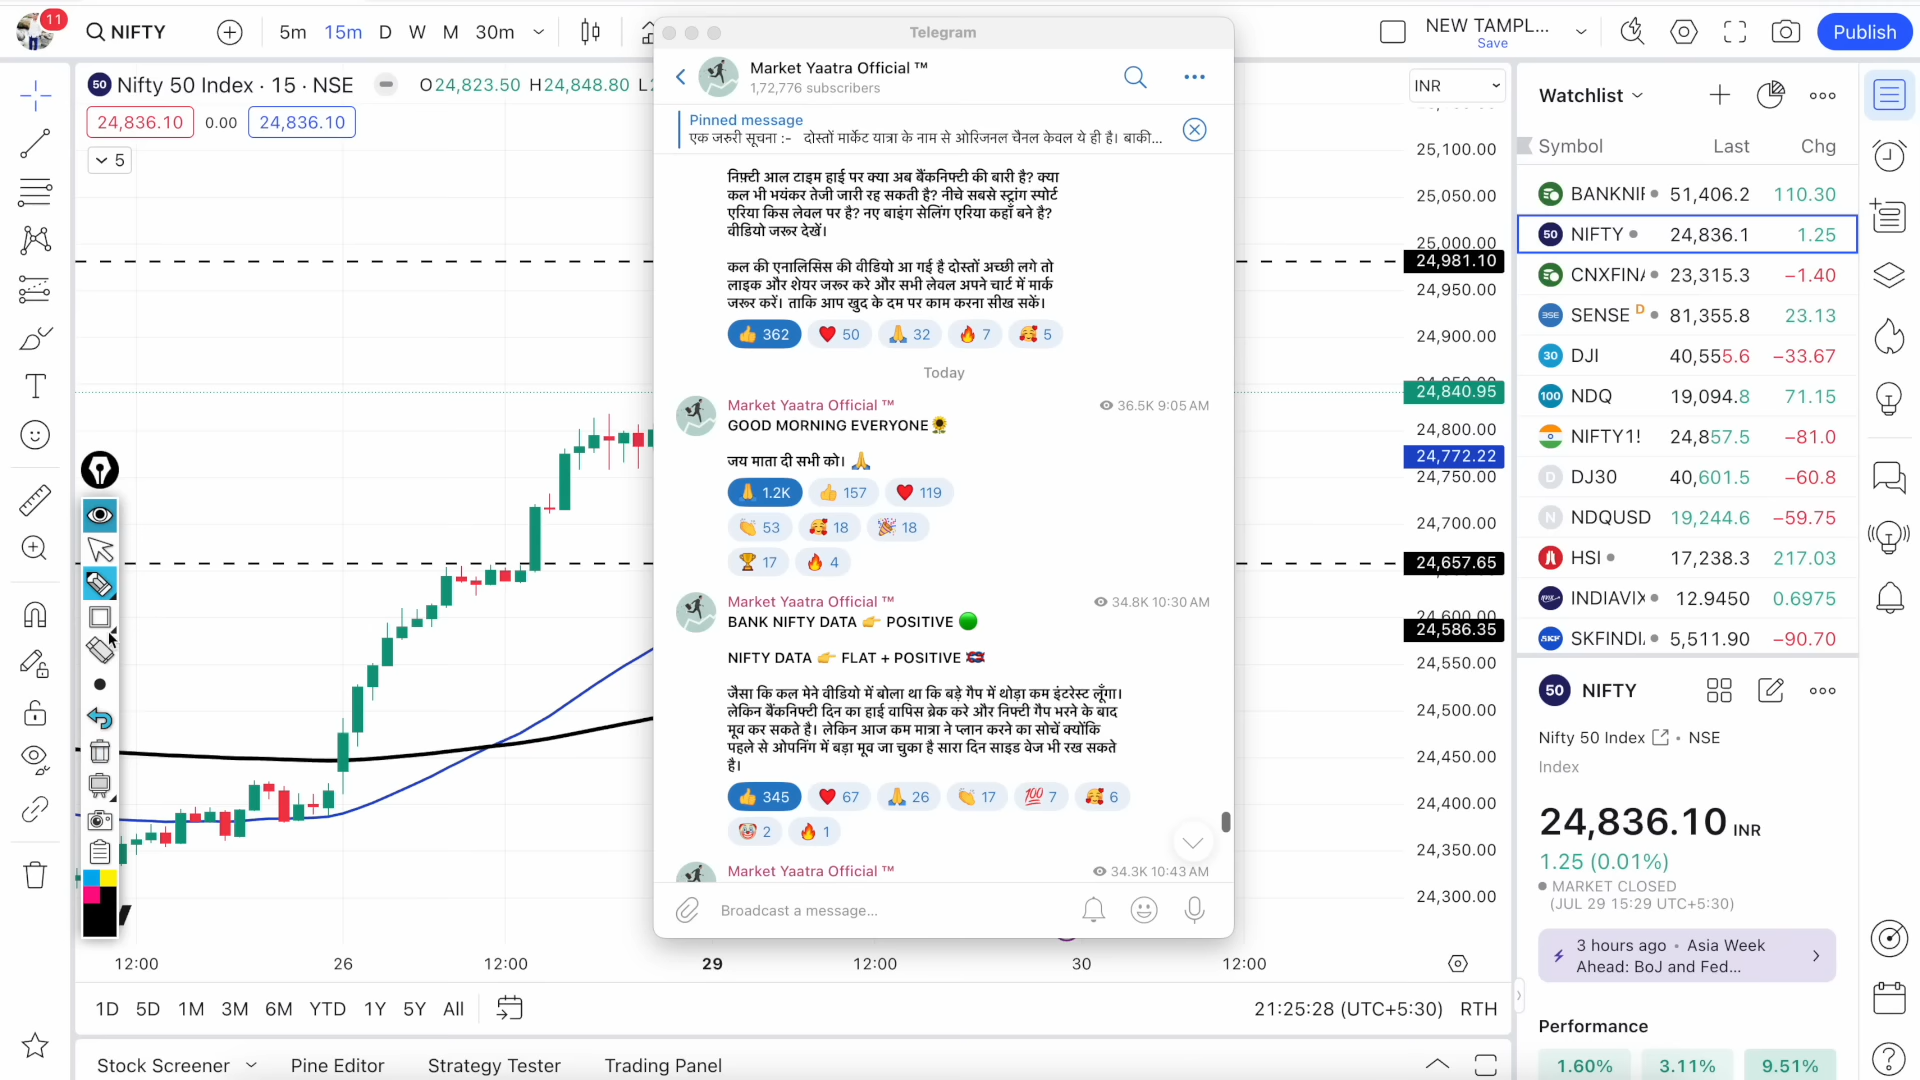 11
NIFTY
5m
15m
D
W
M
30m
Telegram
NEW TAMPL...
Save
Publish
50
Nifty 50 Index · 15 · NSE
O24,823.50 H24,848.80
24,836.10
0.00
24,836.10
5
Market Yaatra Official ™
1,72,776 subscribers
Pinned message
एक जरुरी सूचना :- दोस्तों मार्केट यात्रा के नाम से ओरिजनल चैनल केवल ये ही है। बाकी...
निफ़्टी आल टाइम हाई पर क्या अब बैंकनिफ्टी की बारी है? क्या
कल भी भयंकर तेजी जारी रह सकती है? नीचे सबसे स्ट्रांग स्पोर्ट
एरिया किस लेवल पर है? नए बाइंग सेलिंग एरिया कहाँ बने है?
वीडियो जरूर देखें।
कल की एनालिसिस की वीडियो आ गई है दोस्तों अच्छी लगे तो
लाइक और शेयर जरूर करे और सभी लेवल अपने चार्ट में मार्क
जरूर करें। ताकि आप खुद के दम पर काम करना सीख सकें।
👍 362 ❤️ 50 🙏 32 🔥 7 🥰 5
Today
Market Yaatra Official ™
36.5K 9:05 AM
GOOD MORNING EVERYONE🌻
जय माता दी सभी को। 🙏
🙏 1.2K 👍 157 ❤️ 119
👏 53 🥰 18 🎉 18
🏆 17 🔥 4
Market Yaatra Official ™
34.8K 10:30 AM
BANK NIFTY DATA 👉 POSITIVE 🟢
NIFTY DATA 👉 FLAT + POSITIVE
जैसा कि कल मेने वीडियो में बोला था कि बड़े गैप में थोड़ा कम इंटरेस्ट लूँगा।
लेकिन बैंकनिफ्टी दिन का हाई वापिस ब्रेक करे और निफ्टी गैप भरने के बाद
मूव कर सकते है। लेकिन आज कम मात्रा ने प्लान करने का सोचें क्योंकि
पहले से ओपनिंग में बड़ा मूव जा चुका है सारा दिन साइड वेज भी रख सकते
है।
👍 345 ❤️ 67 🙏 26 👏 17 💯 7 🥰 6
🤡 2 🔥 1
Market Yaatra Official ™
34.3K 10:43 AM
Broadcast a message...
INR
25,100.00
25,050.00
25,000.00
24,981.10
24,950.00
24,900.00
24,840.95
24,800.00
24,772.22
24,750.00
24,700.00
24,657.65
24,600.00
24,586.35
24,550.00
24,500.00
24,450.00
24,400.00
24,350.00
24,300.00
12:00
26
12:00
29
12:00
30
12:00
1D 5D 1M 3M 6M YTD 1Y 5Y All
21:25:28 (UTC+5:30) RTH
Stock Screener
Pine Editor
Strategy Tester
Trading Panel
Watchlist
Symbol Last Chg
BANKNIF 51,406.2 110.30
50 NIFTY 24,836.1 1.25
CNXFINA 23,315.3 −1.40
BSE SENSE D 81,355.8 23.13
30 DJI 40,555.6 −33.67
100 NDQ 19,094.8 71.15
NIFTY1! 24,857.5 −81.0
D DJ30 40,601.5 −60.8
N NDQUSD 19,244.6 −59.75
HSI 17,238.3 217.03
INDIAVIX 12.9450 0.6975
SKF SKFINDI 5,511.90 −90.70
50 NIFTY
Nifty 50 Index · NSE
Index
24,836.10 INR
1.25 (0.01%)
MARKET CLOSED
(JUL 29 15:29 UTC+5:30)
3 hours ago · Asia Week
Ahead: BoJ and Fed...
Performance
1.60% 3.11% 9.51%